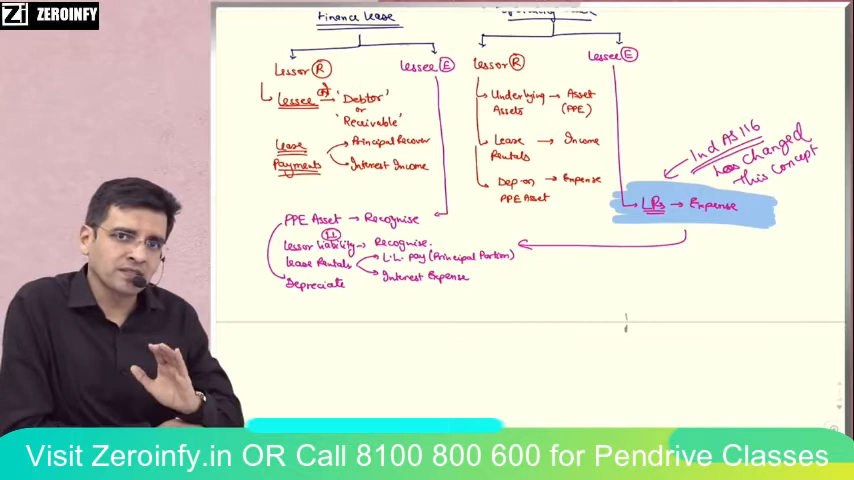 Zi ZEROINFY
Finance Lease
Lessor R
Lessee E
Lessor R
Lessee E
Lessee → 'Debtor'
or
'Receivable'
Lease Payments
Principal Recover
Interest Income
Underlying Assets → Asset (PPE)
Lease Rentals → Income
Dep on PPE Asset → Expense
LRs → Expense
Ind AS 116
has changed
this concept
PPE Asset → Recognise
Lessor liability → Recognise.
L.L
Lease Rentals
L.L. pay (Principal Portion)
Interest Expense
Depreciate
Visit Zeroinfy.in OR Call 8100 800 600 for Pendrive Classes